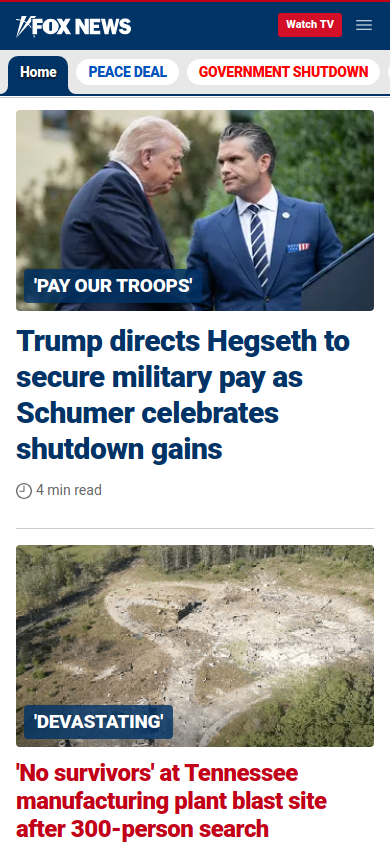 FOX NEWS
Watch TV
Home
PEACE DEAL
GOVERNMENT SHUTDOWN
'PAY OUR TROOPS'
Trump directs Hegseth to
secure military pay as
Schumer celebrates
shutdown gains
4 min read
'DEVASTATING'
'No survivors' at Tennessee
manufacturing plant blast site
after 300-person search